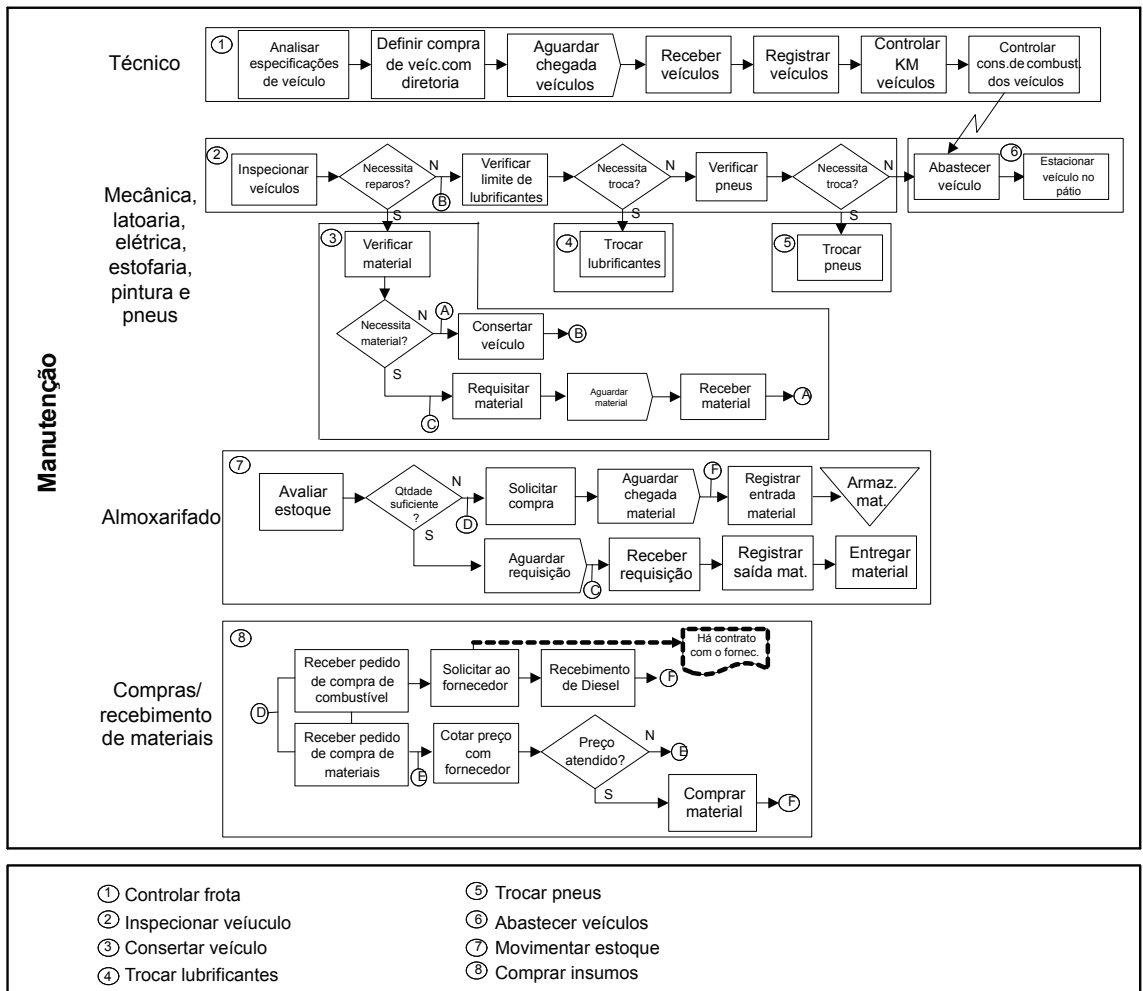 Manutenção
Técnico
1
Analisar
especificações
de veículo
Definir compra
de veíc.com
diretoria
Aguardar
chegada
veículos
Receber
veículos
Registrar
veículos
Controlar
KM
veículos
Controlar
cons.de combust.
dos veículos
Mecânica,
latoaria,
elétrica,
estofaria,
pintura e
pneus
2
Inspecionar
veículos
Necessita
reparos?
N
B
S
Verificar
limite de
lubrificantes
Necessita
troca?
N
S
Verificar
pneus
Necessita
troca?
N
S
6
Abastecer
veículo
Estacionar
veículo no
pátio
3
Verificar
material
4
Trocar
lubrificantes
5
Trocar
pneus
Necessita
material?
N
A
S
Consertar
veículo
B
C
Requisitar
material
Aguardar
material
Receber
material
A
Almoxarifado
7
Avaliar
estoque
Qtdade
suficiente
?
N
D
S
Solicitar
compra
Aguardar
chegada
material
F
Registrar
entrada
material
Armaz.
mat.
Aguardar
requisição
C
Receber
requisição
Registrar
saída mat.
Entregar
material
Compras/
recebimento
de materiais
8
D
Receber pedido
de compra de
combustível
Solicitar ao
fornecedor
Recebimento
de Diesel
F
Há contrato
com o fornec.
Receber pedido
de compra de
materiais
E
Cotar preço
com
fornecedor
Preço
atendido?
N
E
S
Comprar
material
F
1 Controlar frota
2 Inspecionar veíuculo
3 Consertar veículo
4 Trocar lubrificantes
5 Trocar pneus
6 Abastecer veículos
7 Movimentar estoque
8 Comprar insumos